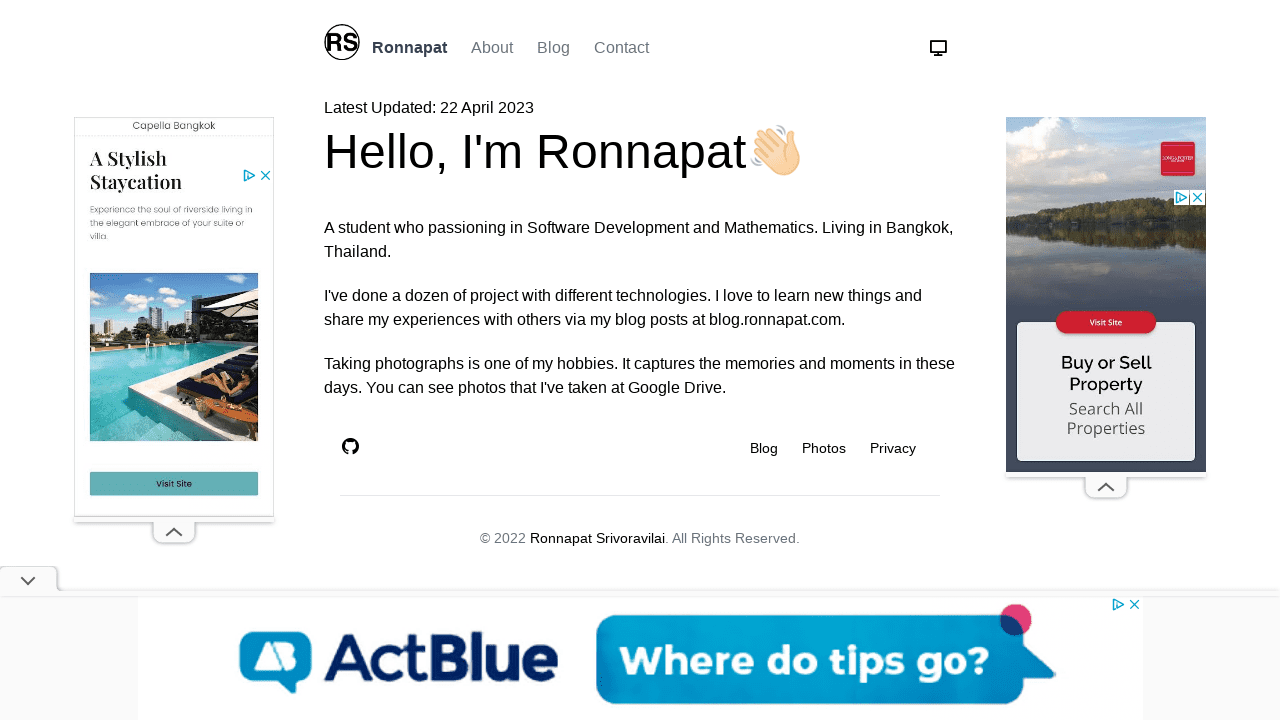 RS
Ronnapat About Blog Contact
Latest Updated: 22 April 2023
Hello, I'm Ronnapat👋🏻
A student who passioning in Software Development and Mathematics. Living in Bangkok,
Thailand.
I've done a dozen of project with different technologies. I love to learn new things and
share my experiences with others via my blog posts at blog.ronnapat.com.
Taking photographs is one of my hobbies. It captures the memories and moments in these
days. You can see photos that I've taken at Google Drive.
Blog Photos Privacy
© 2022 Ronnapat Srivoravilai. All Rights Reserved.
Capella Bangkok
A Stylish
Staycation
Experience the soul of riverside living in
the elegant embrace of your suite or
villa.
Visit Site
Visit Site
Buy or Sell
Property
Search All
Properties
ActBlue
Where do tips go?